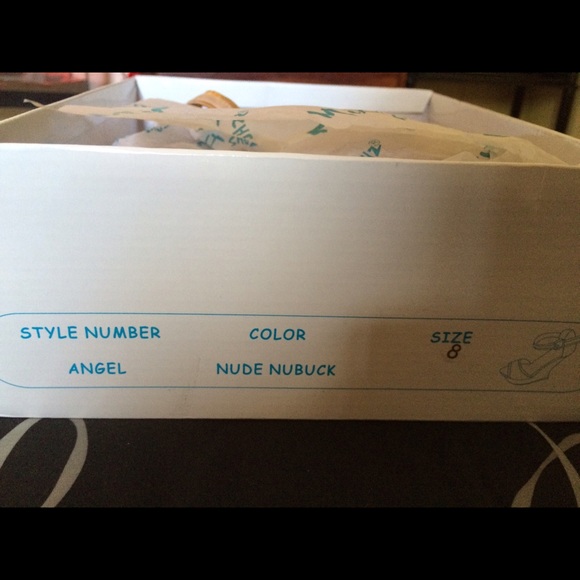 STYLE NUMBER COLOR SIZE
ANGEL NUDE NUBUCK 8